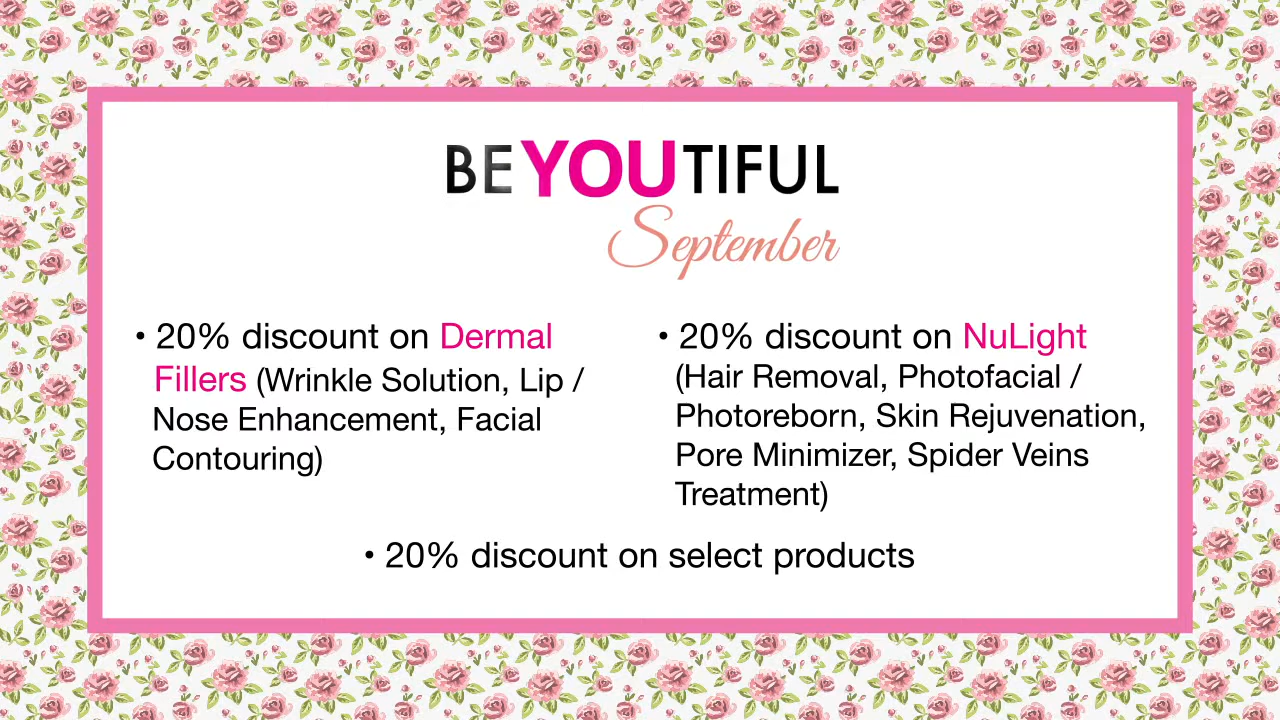 BEYOUTIFUL
September
• 20% discount on Dermal
Fillers (Wrinkle Solution, Lip /
Nose Enhancement, Facial
Contouring)
• 20% discount on NuLight
(Hair Removal, Photofacial /
Photoreborn, Skin Rejuvenation,
Pore Minimizer, Spider Veins
Treatment)
• 20% discount on select products